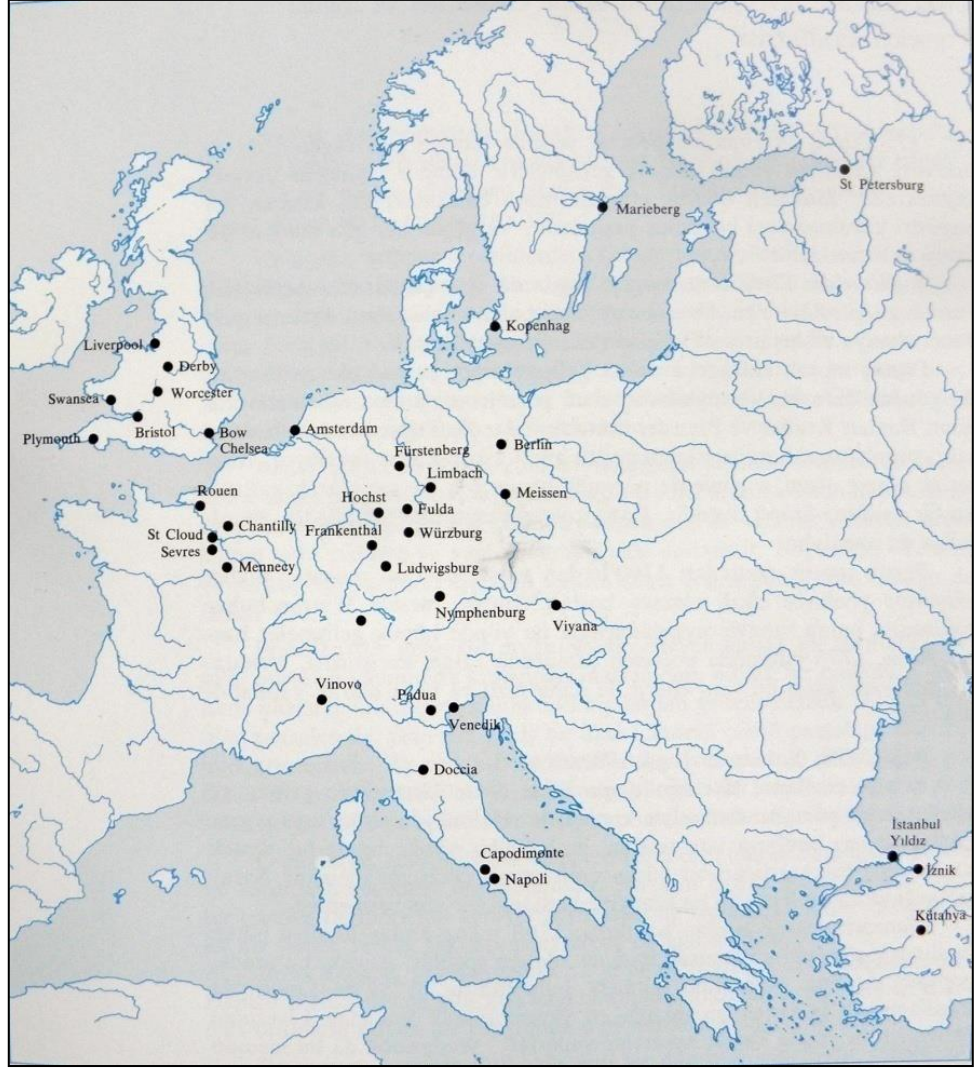 St Petersburg
Marieberg
Kopenhag
Liverpool
Derby
Worcester
Swansea
Bristol
Plymouth
Bow
Chelsea
Amsterdam
Fürstenberg
Berlin
Limbach
Meissen
Hochst
Fulda
Rouen
Chantilly
St Cloud
Sevres
Mennecy
Frankenthal
Würzburg
Ludwigsburg
Nymphenburg
Viyana
Vinovo
Padua
Venedik
Doccia
Capodimonte
Napoli
İstanbul
Yıldız
İznik
Kütahya